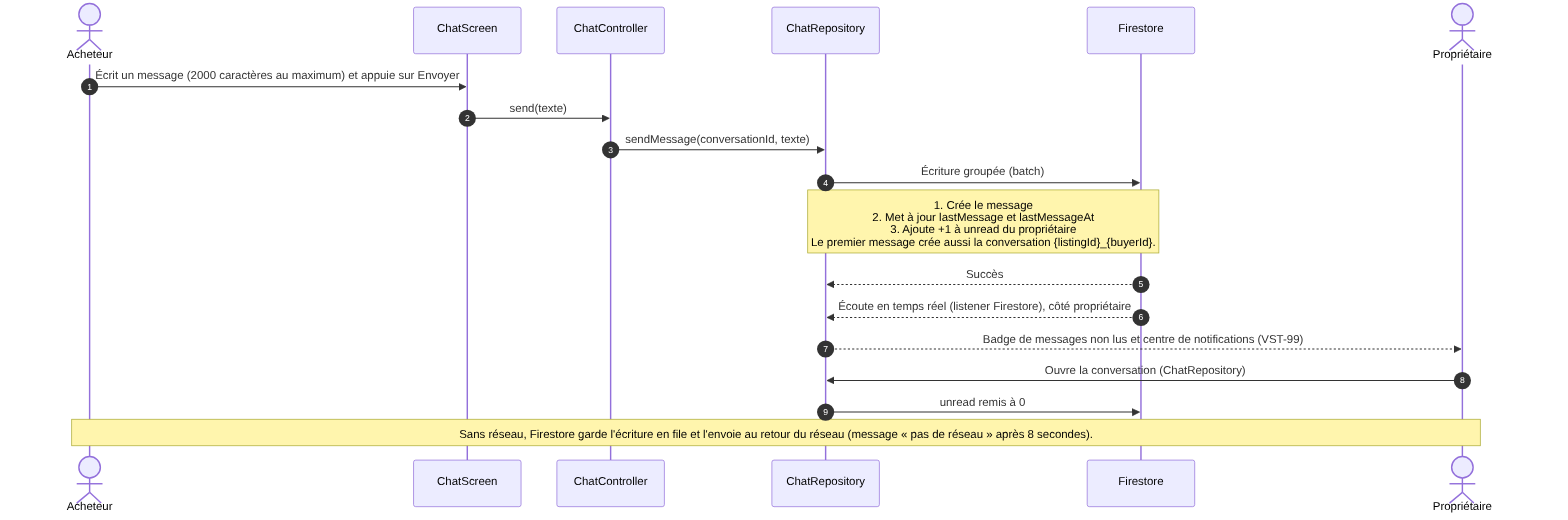 Acheteur
ChatScreen
ChatController
ChatRepository
Firestore
Propriétaire
Écrit un message (2000 caractères au maximum) et appuie sur Envoyer
1
send(texte)
2
sendMessage(conversationId, texte)
3
Écriture groupée (batch)
4
1. Crée le message
2. Met à jour lastMessage et lastMessageAt
3. Ajoute +1 à unread du propriétaire
Le premier message crée aussi la conversation {listingId}_{buyerId}.
Succès
5
Écoute en temps réel (listener Firestore), côté propriétaire
6
Badge de messages non lus et centre de notifications (VST-99)
7
Ouvre la conversation (ChatRepository)
8
unread remis à 0
9
Sans réseau, Firestore garde l'écriture en file et l'envoie au retour du réseau (message « pas de réseau » après 8 secondes).
Acheteur
ChatScreen
ChatController
ChatRepository
Firestore
Propriétaire